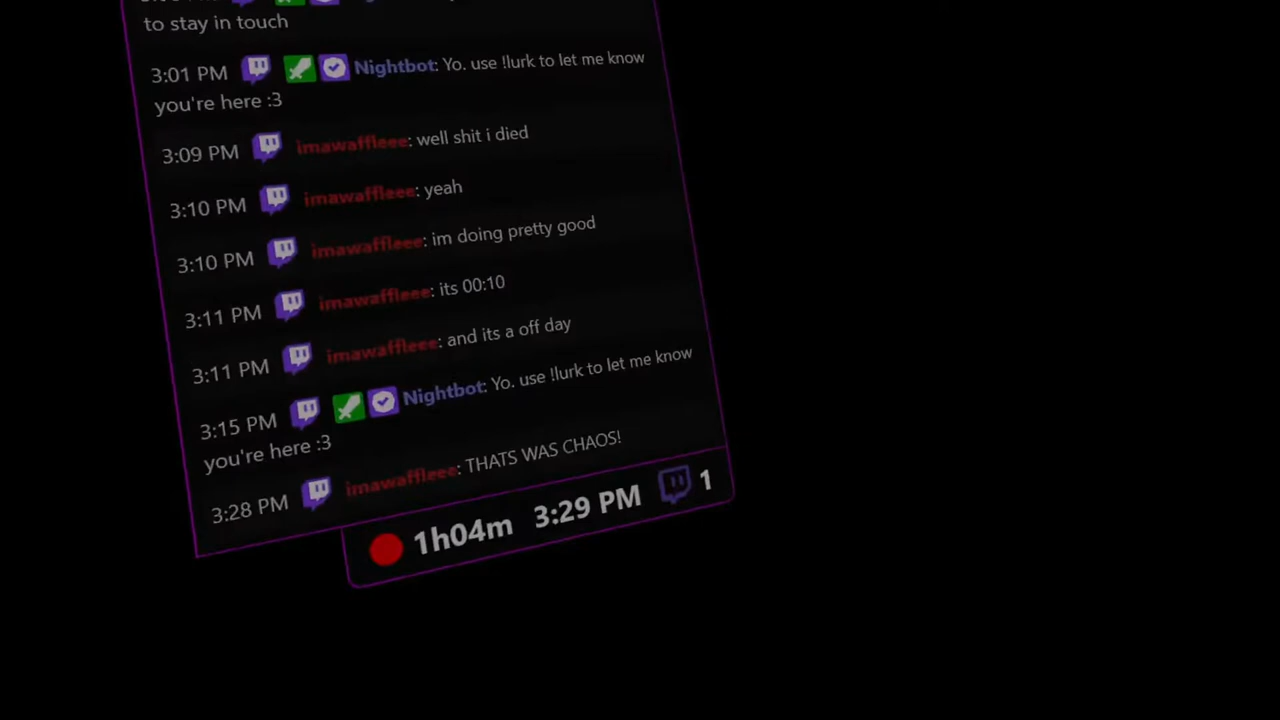 to stay in touch
3:01 PM Nightbot: Yo. use !lurk to let me know
you're here :3
3:09 PM imawaffleee: well shit i died
3:10 PM imawaffleee: yeah
3:10 PM imawaffleee: im doing pretty good
3:11 PM imawaffleee: its 00:10
3:11 PM imawaffleee: and its a off day
3:15 PM Nightbot: Yo. use !lurk to let me know
you're here :3
3:28 PM imawaffleee: THATS WAS CHAOS!
1h04m 3:29 PM 1